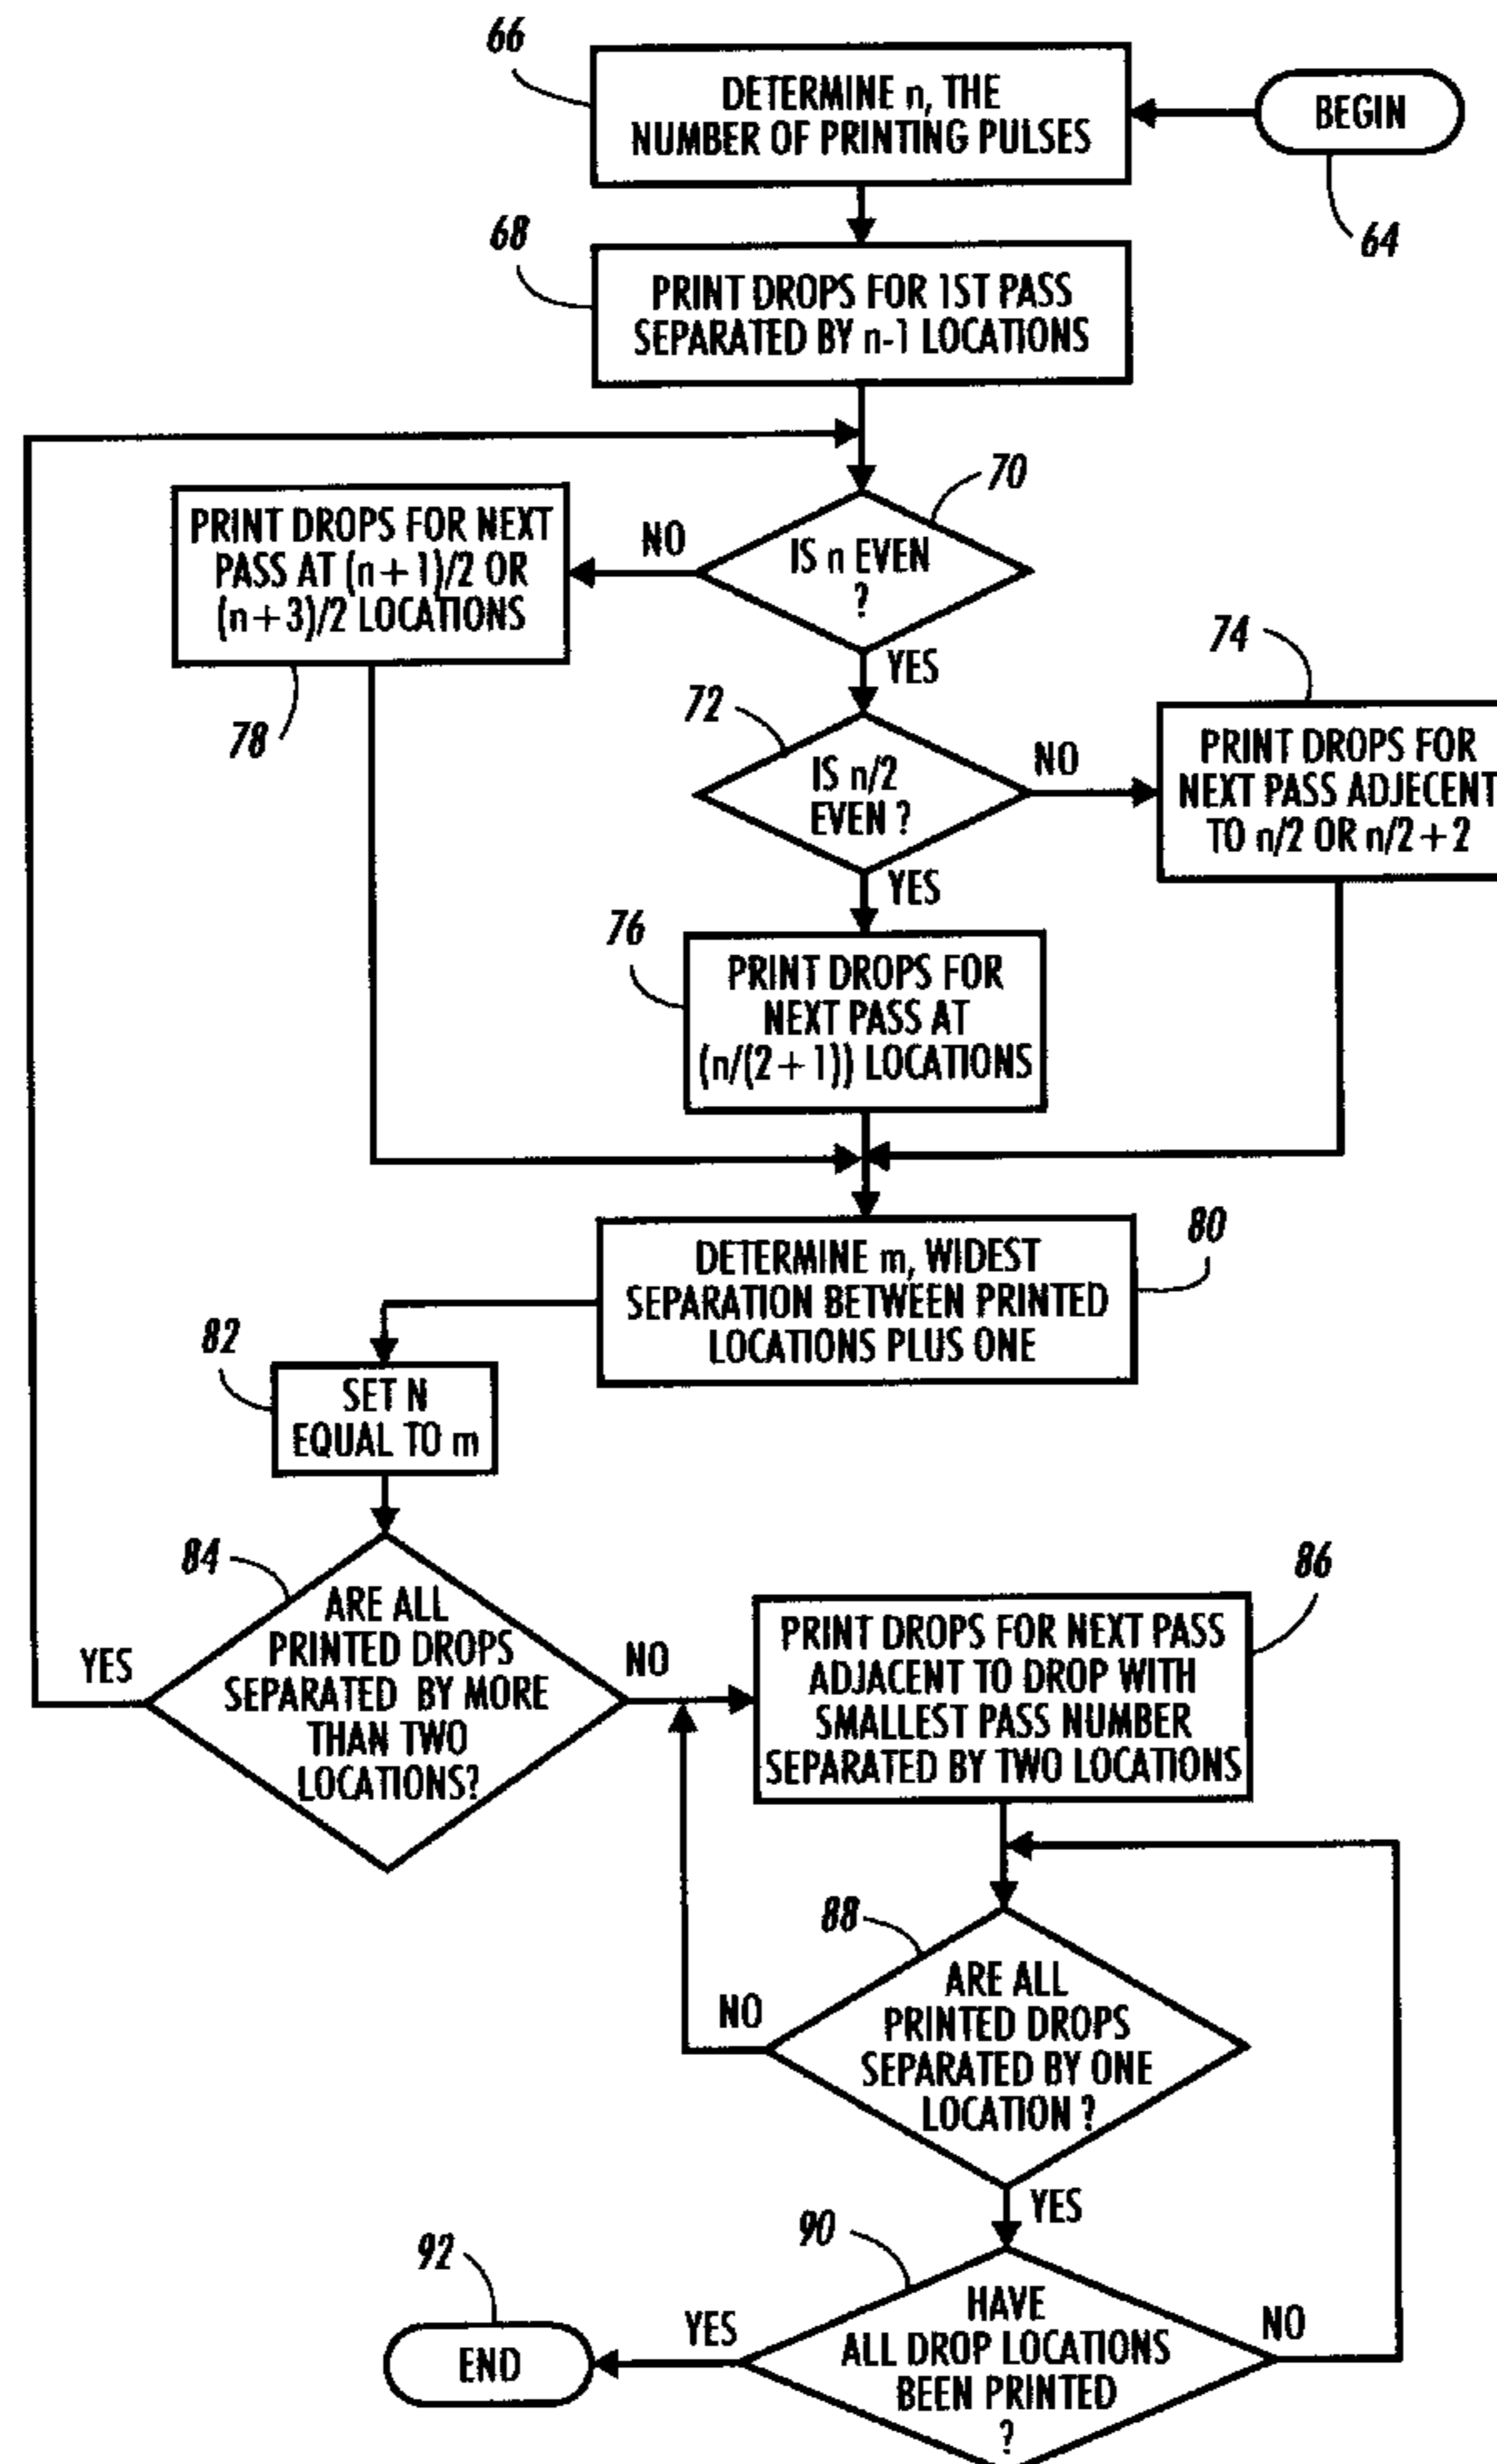 66
DETERMINE n, THE
NUMBER OF PRINTING PULSES
BEGIN
64
68
PRINT DROPS FOR 1ST PASS
SEPARATED BY n-1 LOCATIONS
70
IS n EVEN
?
NO
YES
PRINT DROPS FOR NEXT
PASS AT (n+1)/2 OR
(n+3)/2 LOCATIONS
78
72
IS n/2
EVEN ?
NO
YES
74
PRINT DROPS FOR
NEXT PASS ADJECENT
TO n/2 OR n/2+2
76
PRINT DROPS FOR
NEXT PASS AT
(n/(2+1)) LOCATIONS
80
DETERMINE m, WIDEST
SEPARATION BETWEEN PRINTED
LOCATIONS PLUS ONE
82
SET N
EQUAL TO m
84
ARE ALL
PRINTED DROPS
SEPARATED BY MORE
THAN TWO
LOCATIONS?
YES
NO
86
PRINT DROPS FOR NEXT PASS
ADJACENT TO DROP WITH
SMALLEST PASS NUMBER
SEPARATED BY TWO LOCATIONS
88
ARE ALL
PRINTED DROPS
SEPARATED BY ONE
LOCATION ?
NO
YES
90
HAVE
ALL DROP LOCATIONS
BEEN PRINTED
?
YES
NO
92
END